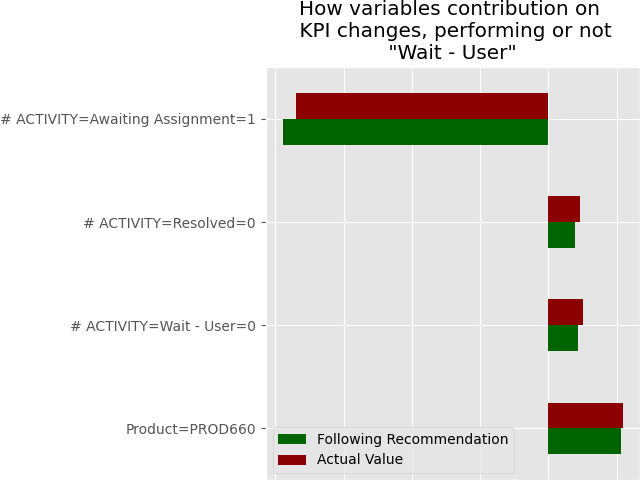 How variables contribution on
KPI changes, performing or not
"Wait - User"
# ACTIVITY=Awaiting Assignment=1
# ACTIVITY=Resolved=0
# ACTIVITY=Wait - User=0
Product=PROD660
Following Recommendation
Actual Value